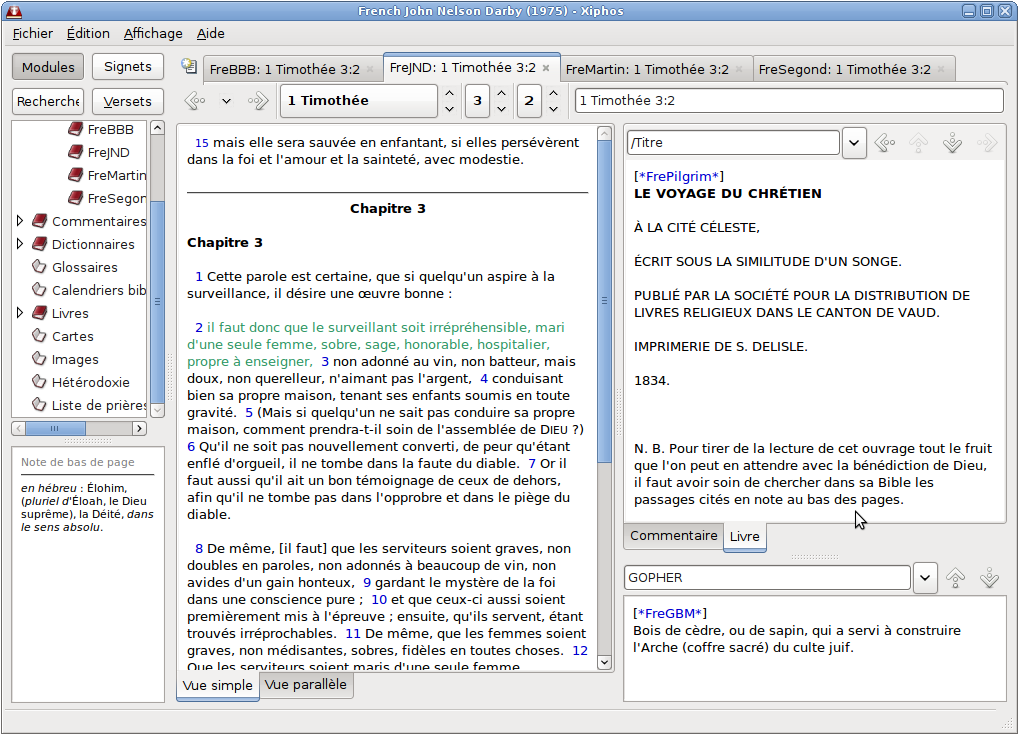 French John Nelson Darby (1975) - Xiphos
Fichier Édition Affichage Aide
Modules Signets
Recherche Versets
FreBBB
FreJND
FreMartin
FreSegon
Commentaires
Dictionnaires
Glossaires
Calendriers bib
Livres
Cartes
Images
Hétérodoxie
Liste de prières
Note de bas de page
en hébreu : Élohim,
(pluriel d'Éloah, le Dieu
suprême), la Déité, dans
le sens absolu.
FreBBB: 1 Timothée 3:2 × FreJND: 1 Timothée 3:2 × FreMartin: 1 Timothée 3:2 × FreSegond: 1 Timothée 3:2 ×
1 Timothée 3 2 1 Timothée 3:2
15 mais elle sera sauvée en enfantant, si elles persévèrent
dans la foi et l'amour et la sainteté, avec modestie.
Chapitre 3
Chapitre 3
1 Cette parole est certaine, que si quelqu'un aspire à la
surveillance, il désire une œuvre bonne :
2 il faut donc que le surveillant soit irrépréhensible, mari
d'une seule femme, sobre, sage, honorable, hospitalier,
propre à enseigner, 3 non adonné au vin, non batteur, mais
doux, non querelleur, n'aimant pas l'argent, 4 conduisant
bien sa propre maison, tenant ses enfants soumis en toute
gravité. 5 (Mais si quelqu'un ne sait pas conduire sa propre
maison, comment prendra-t-il soin de l'assemblée de DIEU ?)
6 Qu'il ne soit pas nouvellement converti, de peur qu'étant
enflé d'orgueil, il ne tombe dans la faute du diable. 7 Or il
faut aussi qu'il ait un bon témoignage de ceux de dehors,
afin qu'il ne tombe pas dans l'opprobre et dans le piège du
diable.
8 De même, [il faut] que les serviteurs soient graves, non
doubles en paroles, non adonnés à beaucoup de vin, non
avides d'un gain honteux, 9 gardant le mystère de la foi
dans une conscience pure ; 10 et que ceux-ci aussi soient
premièrement mis à l'épreuve ; ensuite, qu'ils servent, étant
trouvés irréprochables. 11 De même, que les femmes soient
graves, non médisantes, sobres, fidèles en toutes choses. 12
Que les serviteurs soient maris d'une seule femme,
Vue simple Vue parallèle
/Titre
[*FrePilgrim*]
LE VOYAGE DU CHRÉTIEN
À LA CITÉ CÉLESTE,
ÉCRIT SOUS LA SIMILITUDE D'UN SONGE.
PUBLIÉ PAR LA SOCIÉTÉ POUR LA DISTRIBUTION DE
LIVRES RELIGIEUX DANS LE CANTON DE VAUD.
IMPRIMERIE DE S. DELISLE.
1834.
N. B. Pour tirer de la lecture de cet ouvrage tout le fruit
que l'on peut en attendre avec la bénédiction de Dieu,
il faut avoir soin de chercher dans sa Bible les
passages cités en note au bas des pages.
Commentaire Livre
GOPHER
[*FreGBM*]
Bois de cèdre, ou de sapin, qui a servi à construire
l'Arche (coffre sacré) du culte juif.